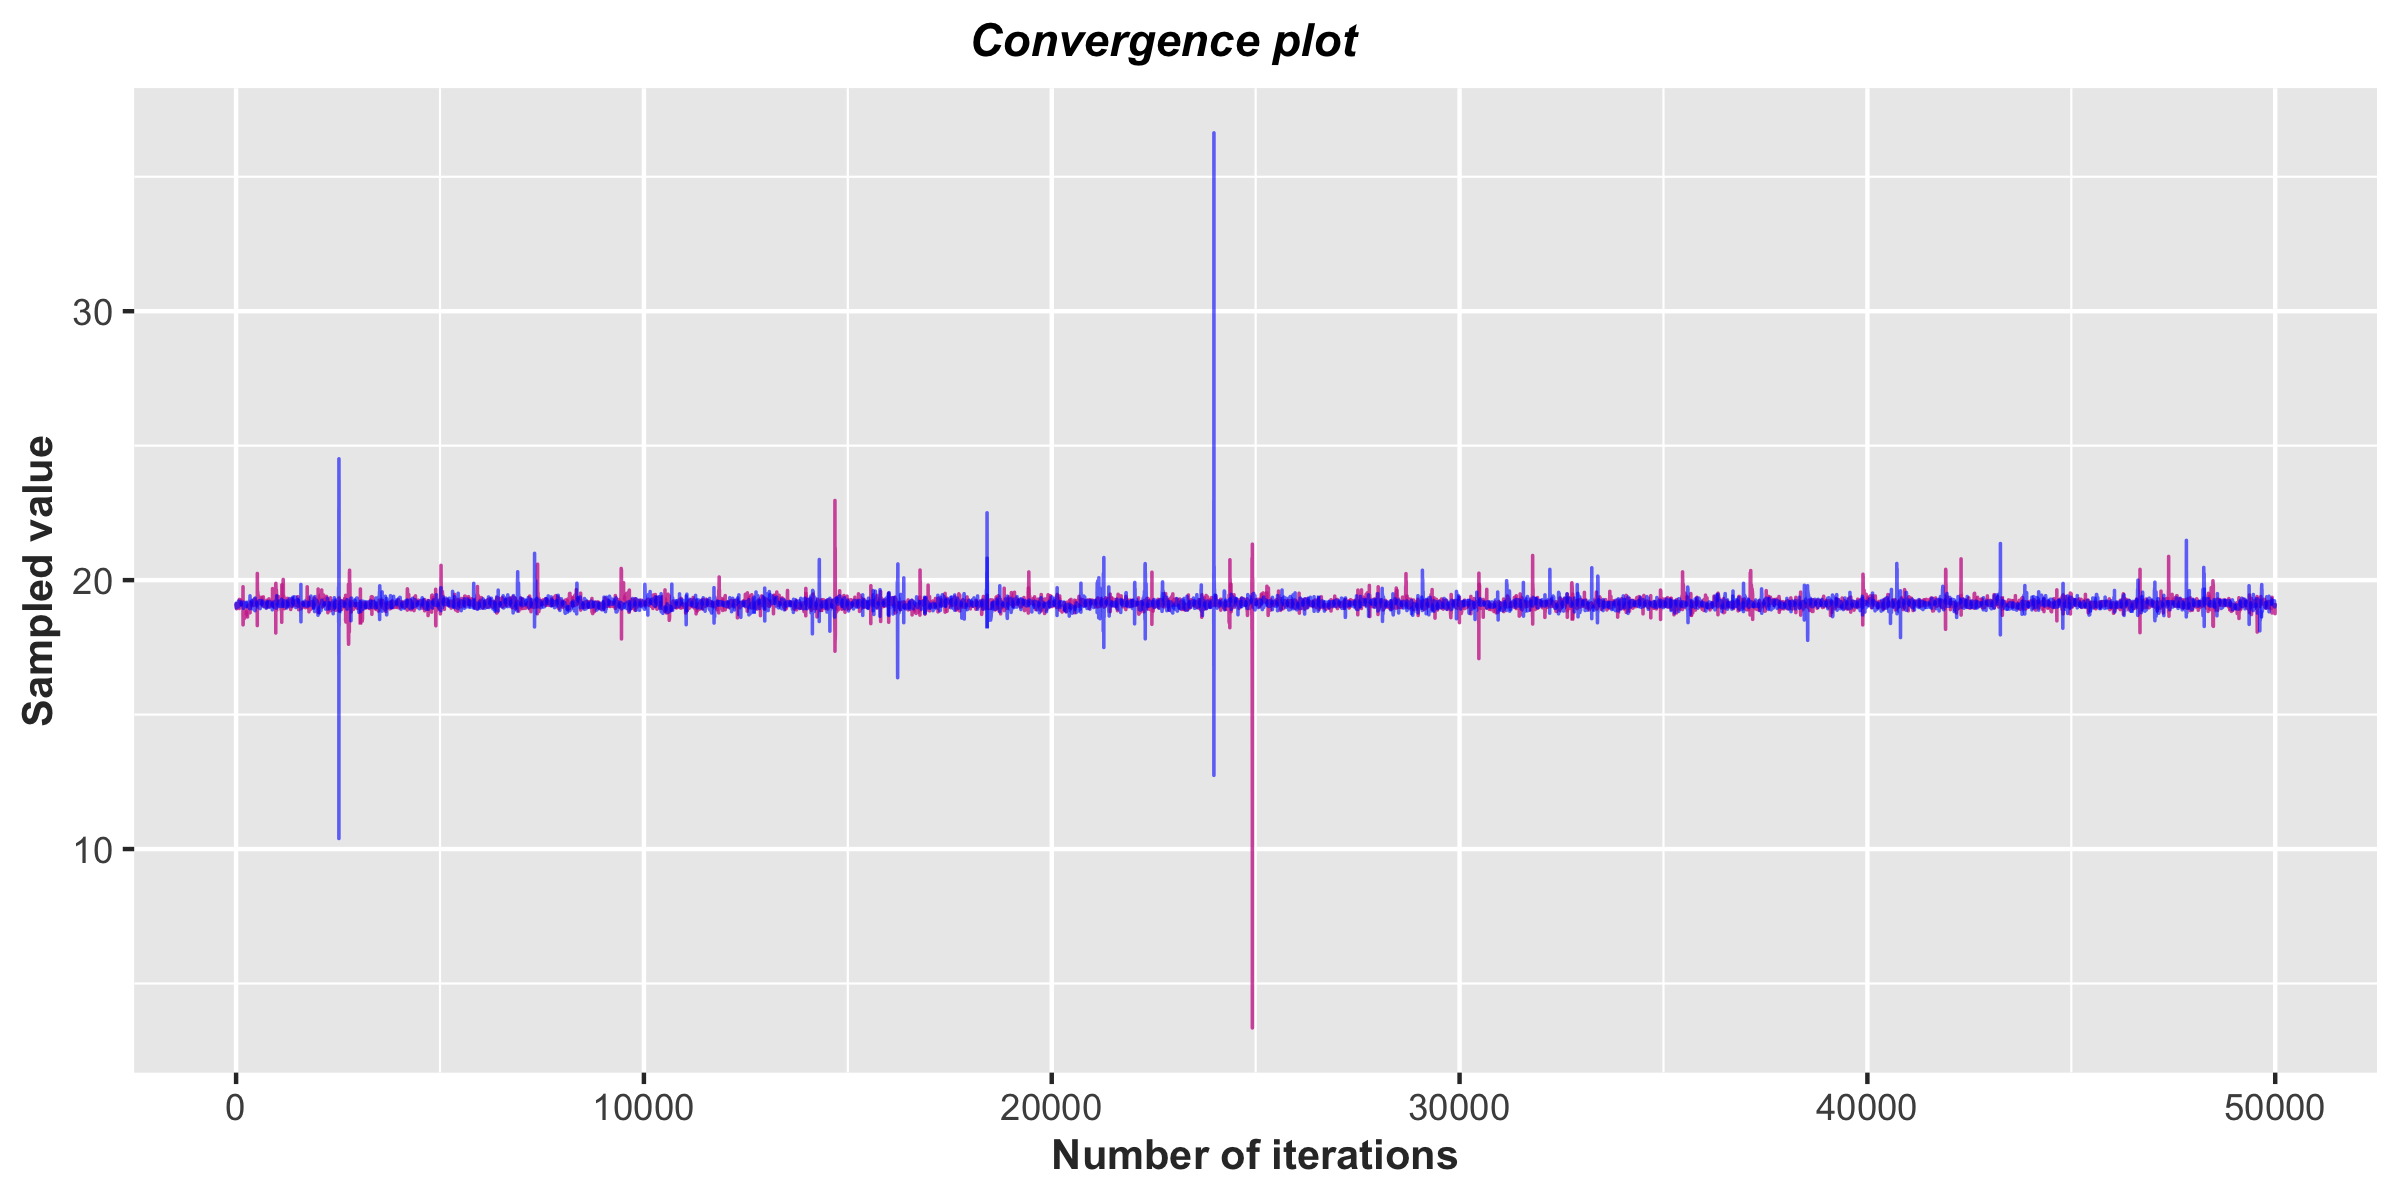 Convergence plot
Sampled value
30
20
10
0 10000 20000 30000 40000 50000
Number of iterations